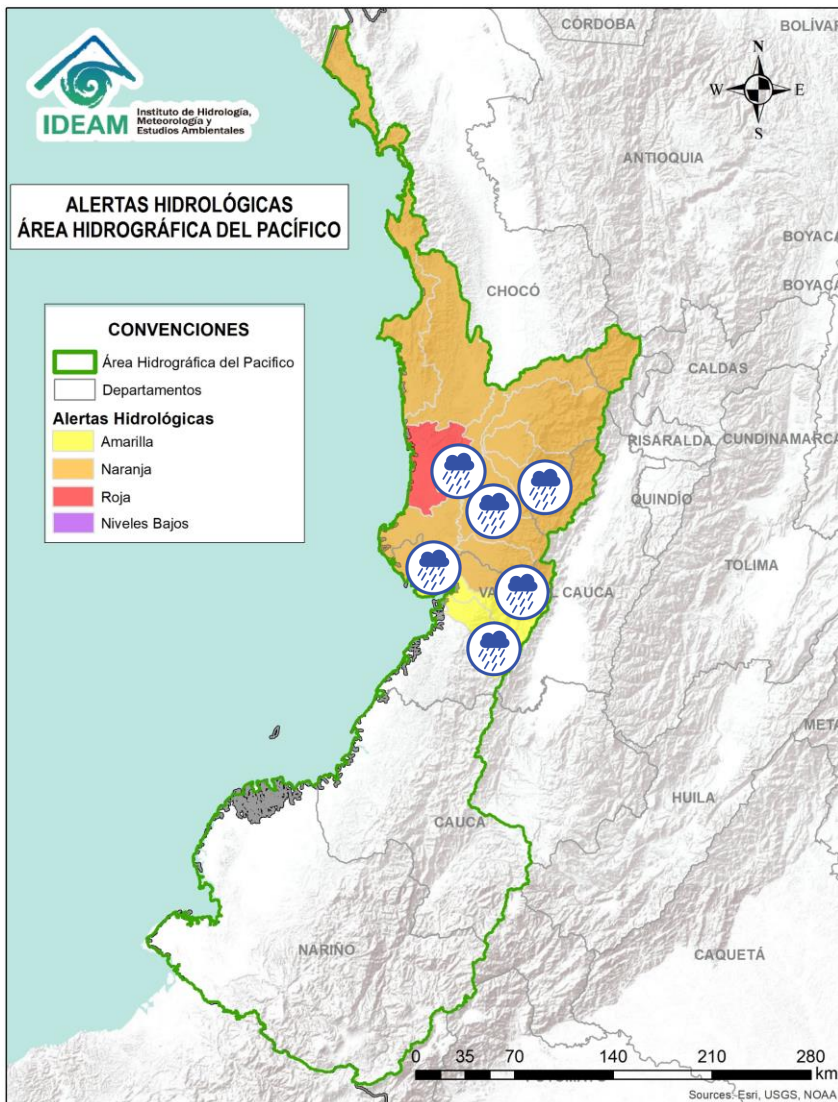 CÓRDOBA
BOLÍVAR
IDEAM
Instituto de Hidrología,
Meteorología y
Estudios Ambientales
N
W
E
S
ANTIOQUIA
ALERTAS HIDROLÓGICAS
ÁREA HIDROGRÁFICA DEL PACÍFICO
BOYACÁ
BOYACÁ
CHOCÓ
CONVENCIONES
Área Hidrográfica del Pacifico
Departamentos
Alertas Hidrológicas
Amarilla
Naranja
Roja
Niveles Bajos
CALDAS
RISARALDA
CUNDINAMARCA
QUINDÍO
TOLIMA
CAUCA
META
HUILA
CAUCA
NARIÑO
CAQUETÁ
0 35 70 140 210 280
km
Sources: Esri, USGS, NOAA